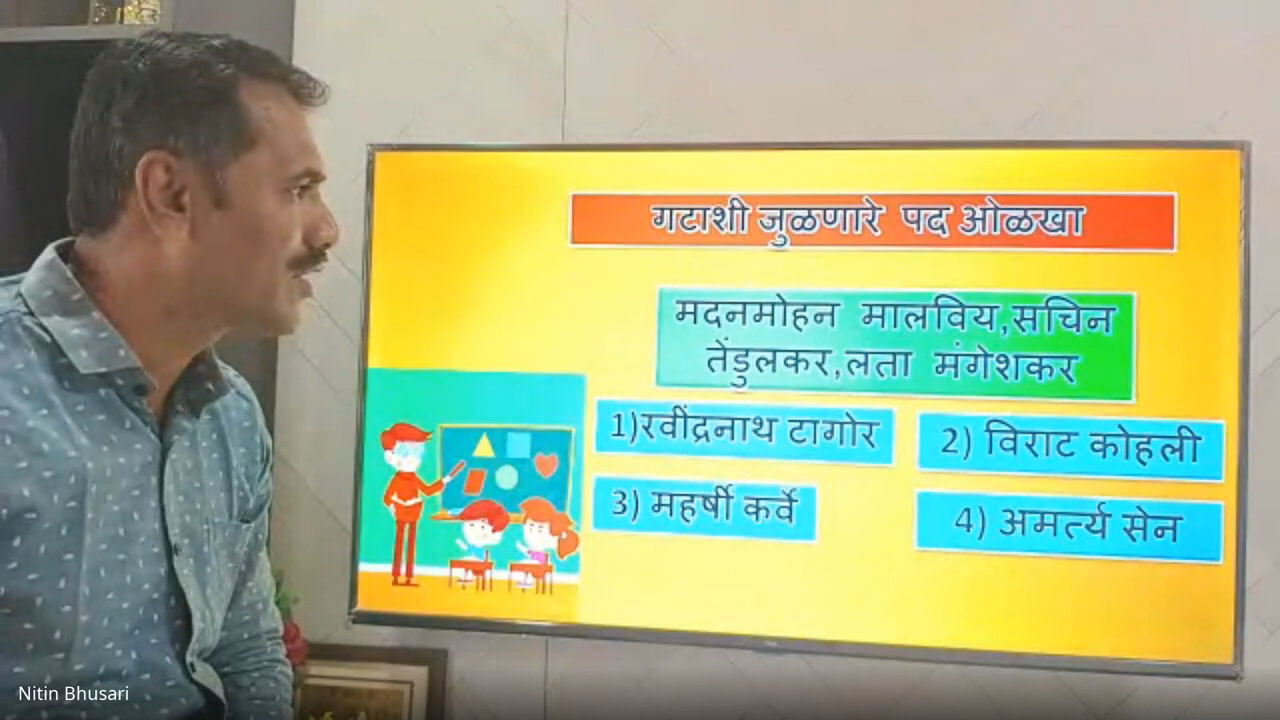 गटाशी जुळणारे पद ओळखा
मदनमोहन मालविय,सचिन
तेंडुलकर,लता मंगेशकर
1)रवींद्रनाथ टागोर
2) विराट कोहली
3) महर्षी कर्वे
4) अमर्त्य सेन
Nitin Bhusari